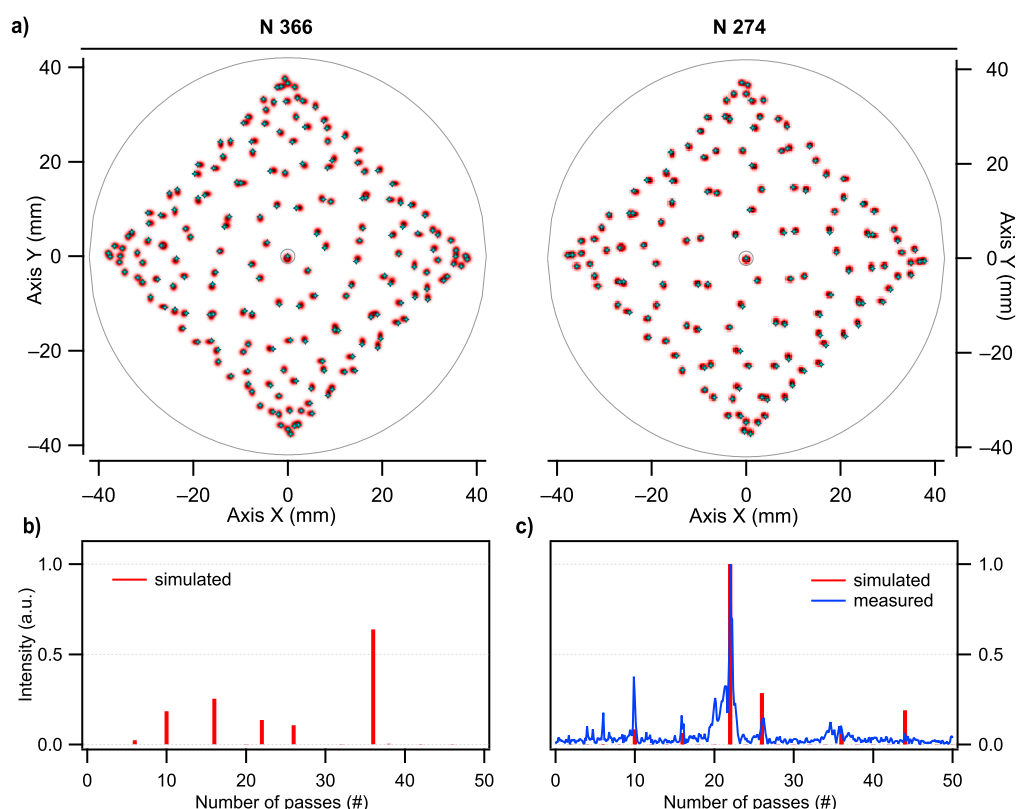 a)
N 366
N 274
40
20
0
–20
–40
Axis Y (mm)
–40 –20 0 20 40
Axis X (mm)
40
20
0
–20
–40
Axis Y (mm)
–40 –20 0 20 40
Axis X (mm)
b)
1.0
0.5
0.0
Intensity (a.u.)
simulated
0 10 20 30 40 50
Number of passes (#)
c)
simulated
measured
1.0
0.5
0.0
0 10 20 30 40 50
Number of passes (#)